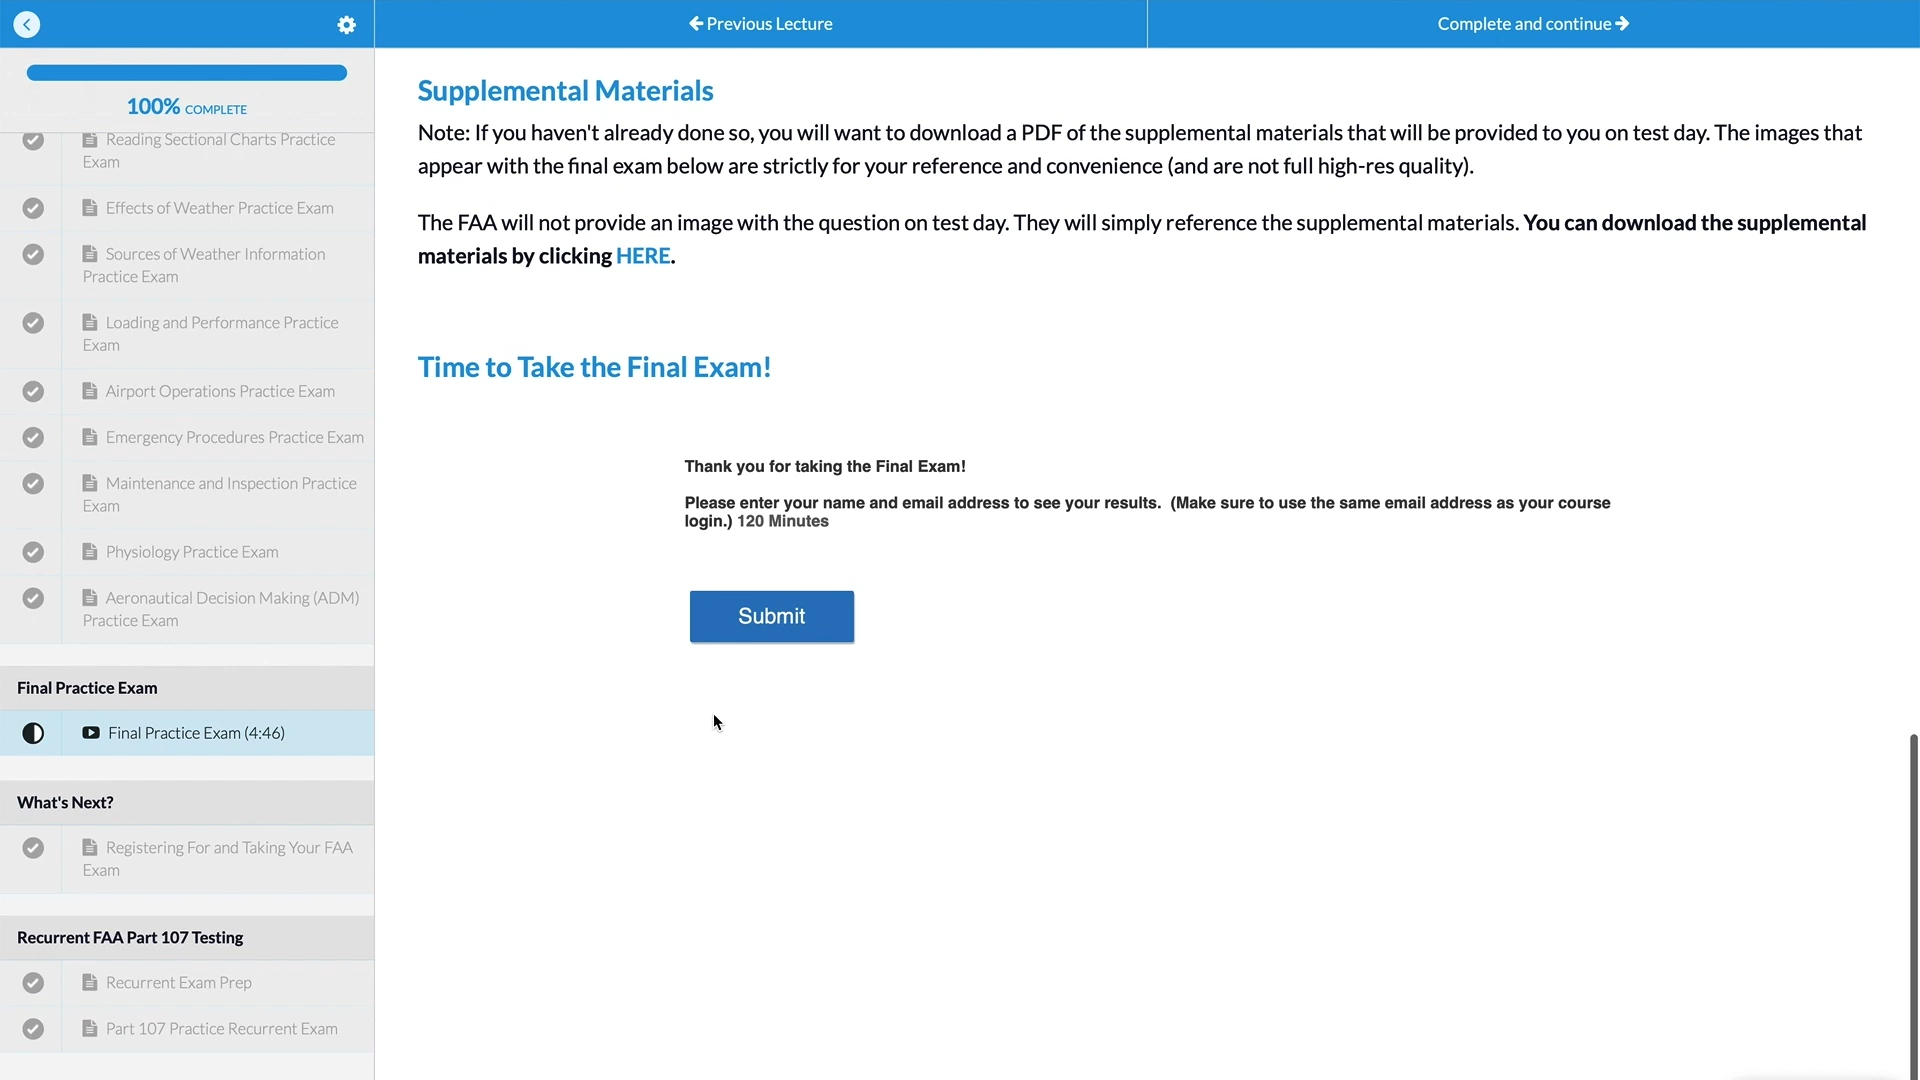 Previous Lecture
Complete and continue
100% COMPLETE
Reading Sectional Charts Practice
Exam
Effects of Weather Practice Exam
Sources of Weather Information
Practice Exam
Loading and Performance Practice
Exam
Airport Operations Practice Exam
Emergency Procedures Practice Exam
Maintenance and Inspection Practice
Exam
Physiology Practice Exam
Aeronautical Decision Making (ADM)
Practice Exam
Final Practice Exam
Final Practice Exam (4:46)
What's Next?
Registering For and Taking Your FAA
Exam
Recurrent FAA Part 107 Testing
Recurrent Exam Prep
Part 107 Practice Recurrent Exam
Supplemental Materials
Note: If you haven't already done so, you will want to download a PDF of the supplemental materials that will be provided to you on test day. The images that
appear with the final exam below are strictly for your reference and convenience (and are not full high-res quality).
The FAA will not provide an image with the question on test day. They will simply reference the supplemental materials. You can download the supplemental
materials by clicking HERE.
Time to Take the Final Exam!
Thank you for taking the Final Exam!
Please enter your name and email address to see your results. (Make sure to use the same email address as your course
login.) 120 Minutes
Submit